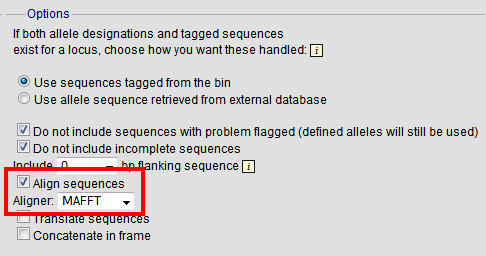 Options
If both allele designations and tagged sequences
exist for a locus, choose how you want these handled: i
Use sequences tagged from the bin
Use allele sequence retrieved from external database
Do not include sequences with problem flagged (defined alleles will still be used)
Do not include incomplete sequences
Include 0 bp flanking sequence i
Align sequences
Aligner: MAFFT
Translate sequences
Concatenate in frame